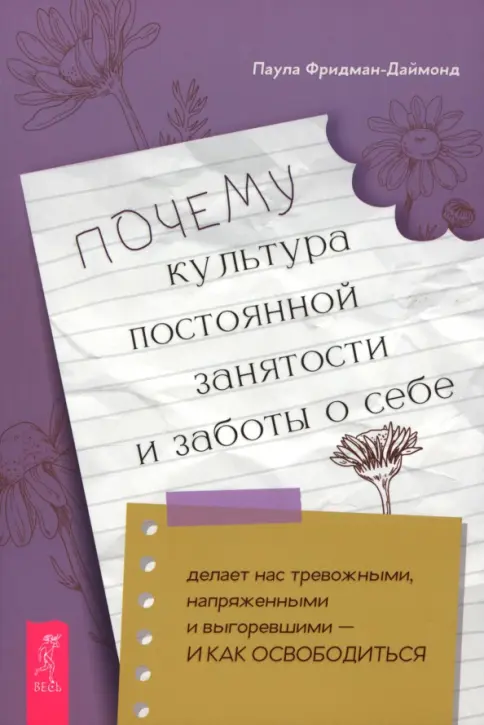 Паула Фридман-Даймонд
ПОЧЕМУ
культура
постоянной
занятости
и заботы о себе
делает нас тревожными,
напряженными
и выгоревшими —
И КАК ОСВОБОДИТЬСЯ
ВЕСЬ